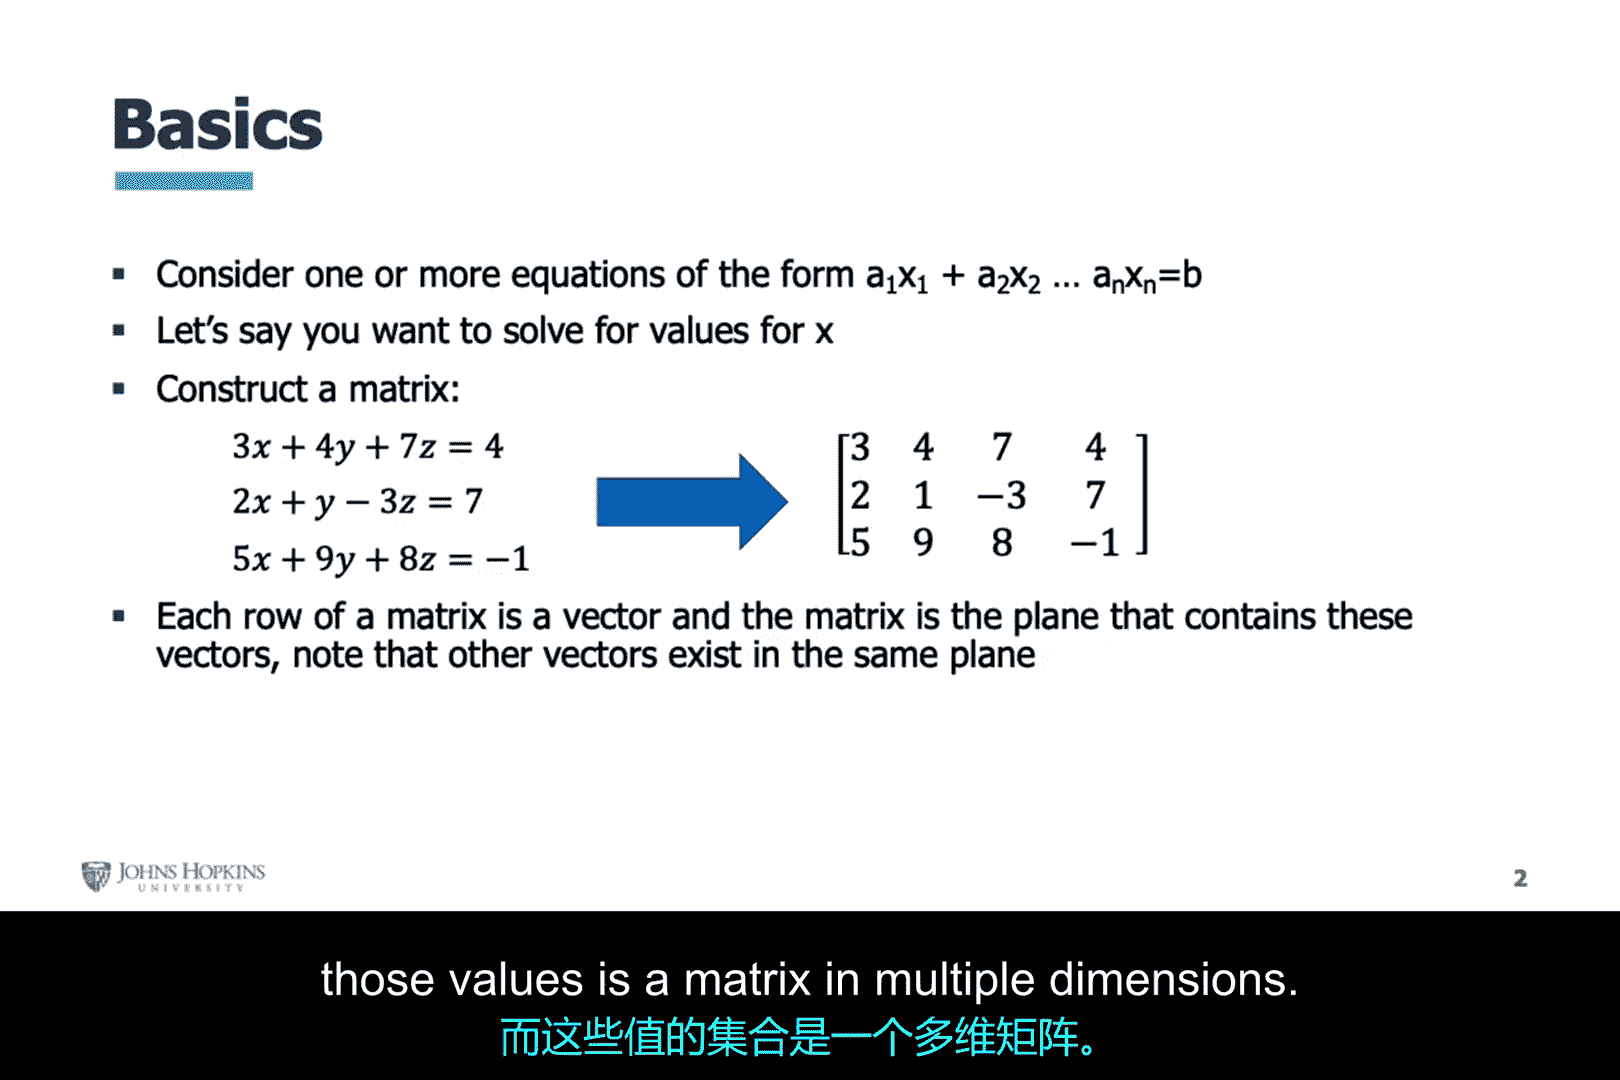 Basics
▪ Consider one or more equations of the form a₁x₁ + a₂x₂ ... aₙxₙ=b
▪ Let’s say you want to solve for values for x
▪ Construct a matrix:
3x + 4y + 7z = 4
2x + y − 3z = 7
5x + 9y + 8z = −1
3 4 7 4
2 1 −3 7
5 9 8 −1
▪ Each row of a matrix is a vector and the matrix is the plane that contains these
vectors, note that other vectors exist in the same plane
JOHNS HOPKINS
UNIVERSITY
2
those values is a matrix in multiple dimensions.
而这些值的集合是一个多维矩阵。